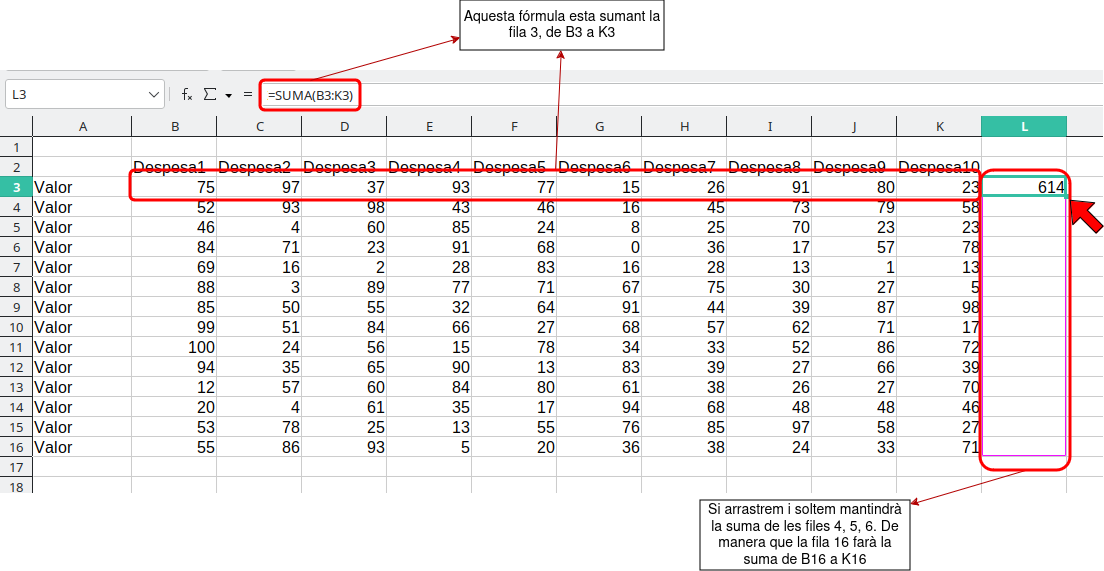 Aquesta fórmula esta sumant la
fila 3, de B3 a K3
L3 =SUMA(B3:K3)
A B C D E F G H I J K L
1
2 Despesa1 Despesa2 Despesa3 Despesa4 Despesa5 Despesa6 Despesa7 Despesa8 Despesa9 Despesa10
3 Valor 75 97 37 93 77 15 26 91 80 23 614
4 Valor 52 93 98 43 46 16 45 73 79 58
5 Valor 46 4 60 85 24 8 25 70 23 23
6 Valor 84 71 23 91 68 0 36 17 57 78
7 Valor 69 16 2 28 83 16 28 13 1 13
8 Valor 88 3 89 77 71 67 75 30 27 5
9 Valor 85 50 55 32 64 91 44 39 87 98
10 Valor 99 51 84 66 27 68 57 62 71 17
11 Valor 100 24 56 15 78 34 33 52 86 72
12 Valor 94 35 65 90 13 83 39 27 66 39
13 Valor 12 57 60 84 80 61 38 26 27 70
14 Valor 20 4 61 35 17 94 68 48 48 46
15 Valor 53 78 25 13 55 76 85 97 58 27
16 Valor 55 86 93 5 20 36 38 24 33 71
17
18
Si arrastrem i soltem mantindrà
la suma de les files 4, 5, 6. De
manera que la fila 16 farà la
suma de B16 a K16